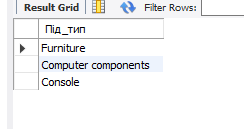 Result Grid Filter Rows:
Під_тип
Furniture
Computer components
Console